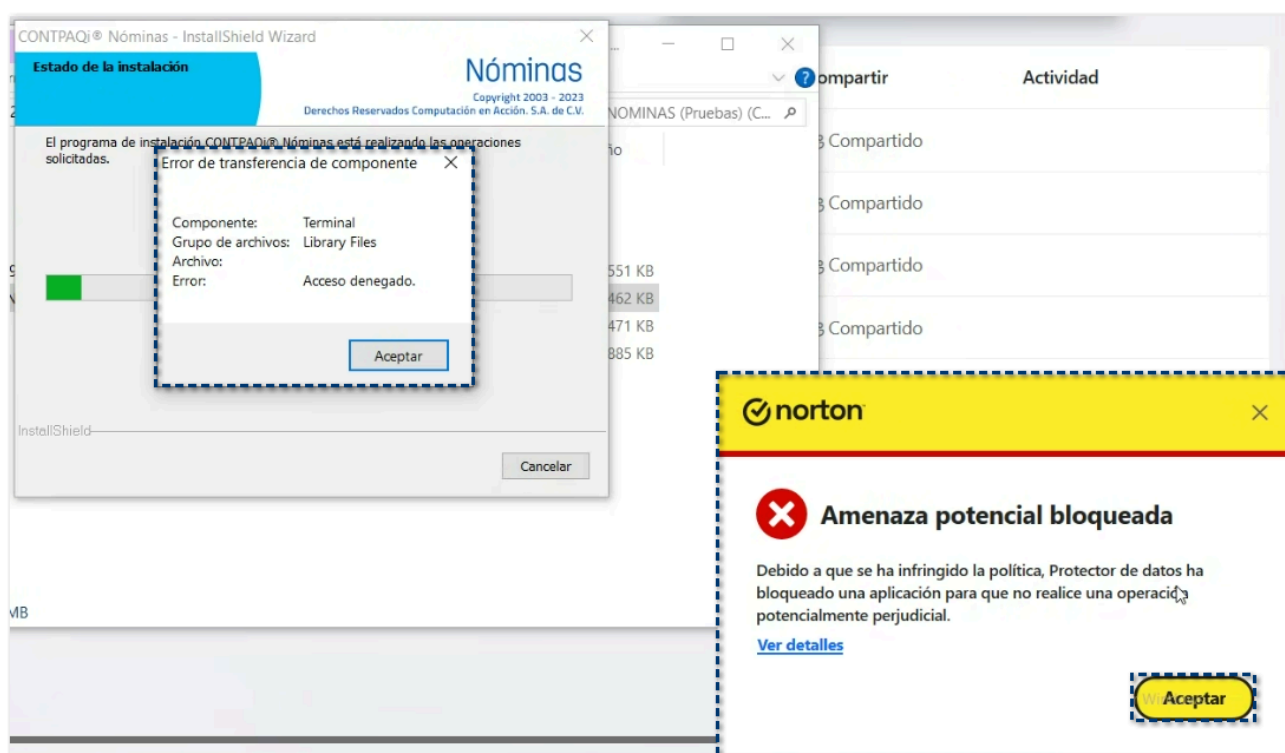 CONTPAQi® Nóminas - InstallShield Wizard
Estado de la instalación
Nóminas
Copyright 2003 - 2023
Derechos Reservados Computación en Acción. S.A. de C.V.
El programa de instalación CONTPAQi® Nóminas está realizando las operaciones
solicitadas.
Error de transferencia de componente
Componente: Terminal
Grupo de archivos: Library Files
Archivo:
Error: Acceso denegado.
Aceptar
InstallShield
Cancelar
...
NOMINAS (Pruebas) (C...
ño
551 KB
462 KB
471 KB
885 KB
MB
ompartir Actividad
Compartido
Compartido
Compartido
Compartido
norton
Amenaza potencial bloqueada
Debido a que se ha infringido la política, Protector de datos ha
bloqueado una aplicación para que no realice una operación
potencialmente perjudicial.
Ver detalles
Aceptar